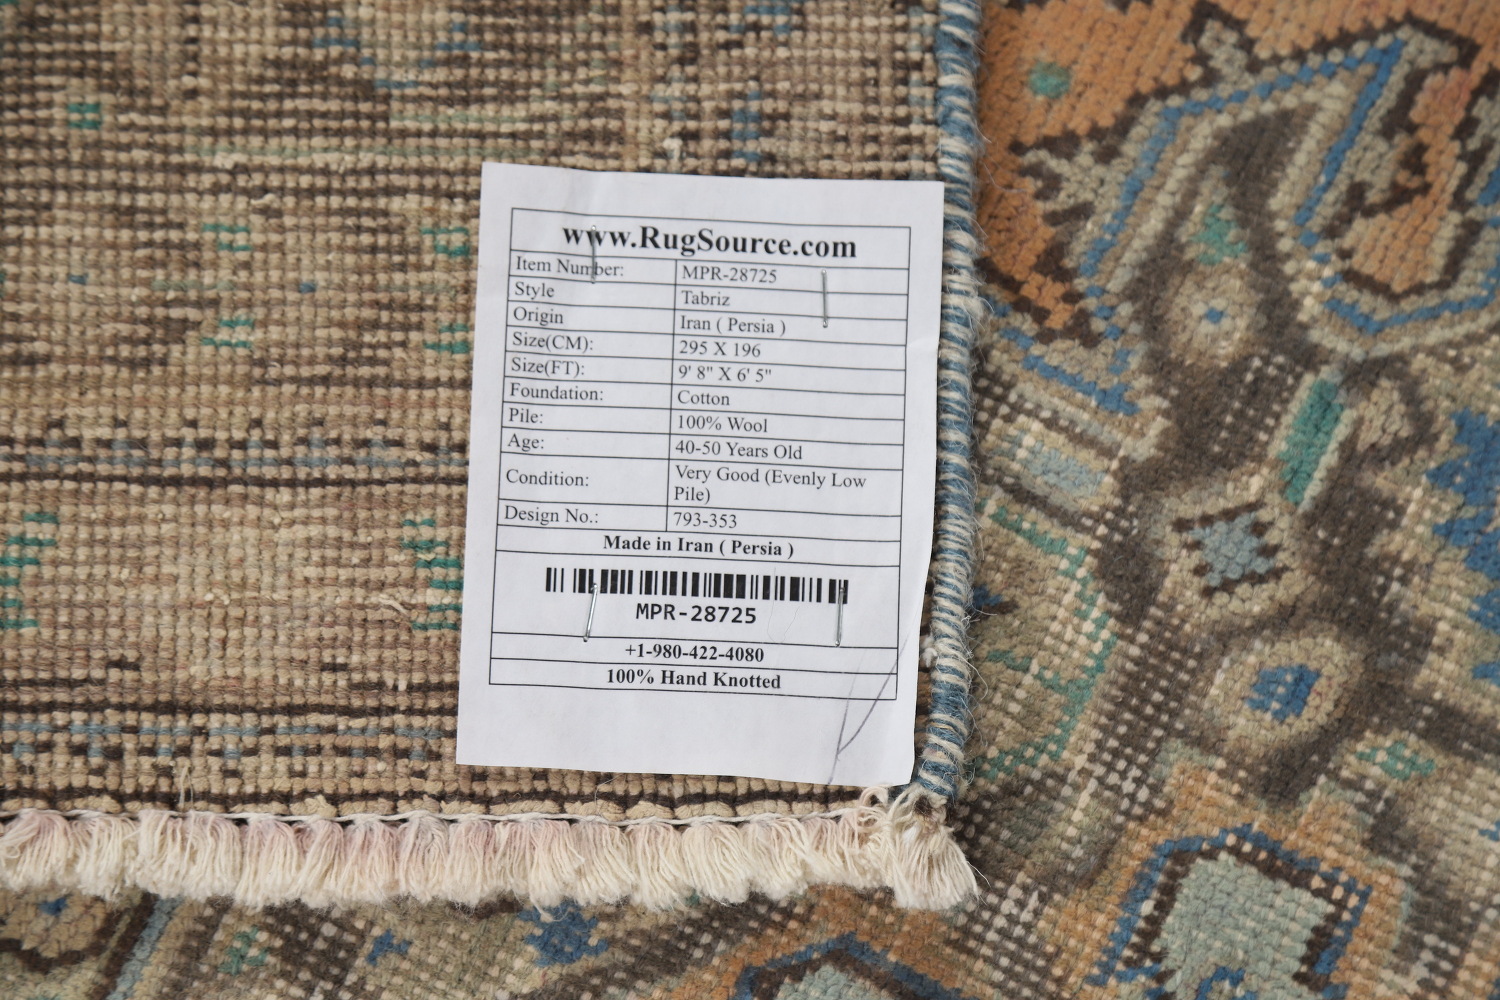 www.RugSource.com
Item Number: MPR-28725
Style Tabriz
Origin Iran ( Persia )
Size(CM): 295 X 196
Size(FT): 9' 8" X 6' 5"
Foundation: Cotton
Pile: 100% Wool
Age: 40-50 Years Old
Condition: Very Good (Evenly Low
Pile)
Design No.: 793-353
Made in Iran ( Persia )
MPR-28725
+1-980-422-4080
100% Hand Knotted